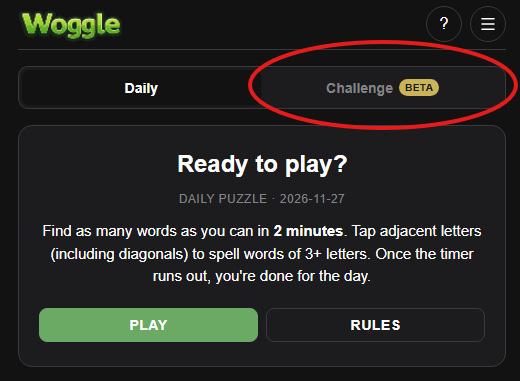 Woggle
?
Daily
Challenge BETA
Ready to play?
DAILY PUZZLE · 2026-11-27
Find as many words as you can in 2 minutes. Tap adjacent letters
(including diagonals) to spell words of 3+ letters. Once the timer
runs out, you're done for the day.
PLAY
RULES